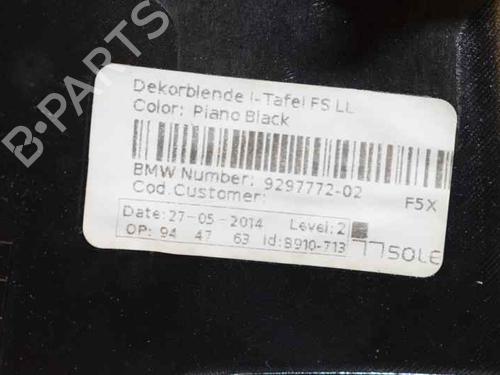 B-PARTS
Dekorblende I-Tafel FS LL
Color: Piano Black
BMW Number: 9297772-02
F5X
Cod.Customer:
Date: 27-05-2014 Level: 2
OP: 94 47 63 id: 8910-713
77SOLE